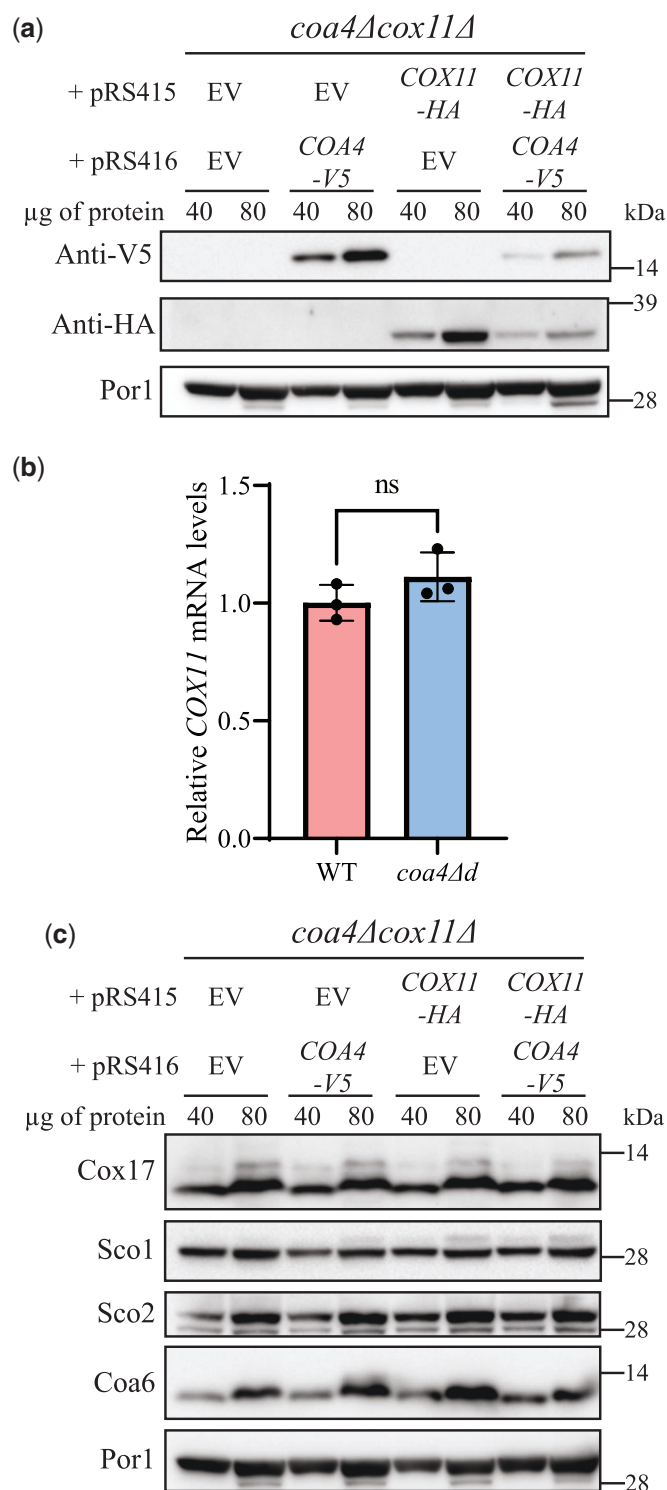 (a)
coa4Δcox11Δ
+ pRS415 EV EV COX11 -HA COX11 -HA
+ pRS416 EV COA4 -V5 EV COA4 -V5
µg of protein 40 80 40 80 40 80 40 80 kDa
Anti-V5 14
Anti-HA 39
Por1 28
(b)
Relative COX11 mRNA levels
1.5
ns
1.0
0.5
0.0
WT coa4Δd
(c)
coa4Δcox11Δ
+ pRS415 EV EV COX11 -HA COX11 -HA
+ pRS416 EV COA4 -V5 EV COA4 -V5
µg of protein 40 80 40 80 40 80 40 80 kDa
Cox17 14
Sco1 28
Sco2 28
Coa6 14
Por1 28